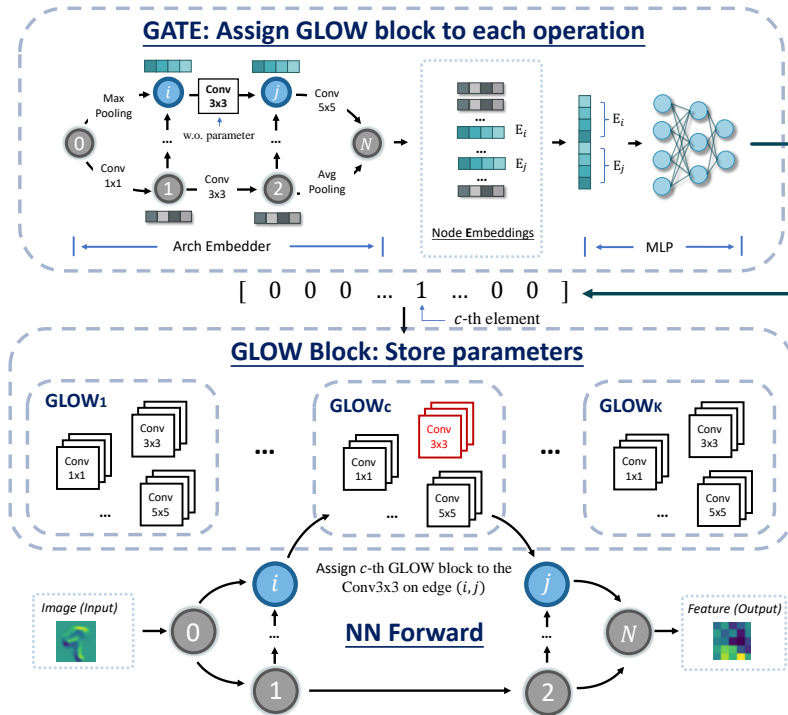 GATE: Assign GLOW block to each operation
Max
Pooling
i
Conv
3x3
j
Conv
5x5
w.o. parameter
0
...
...
N
Conv
1x1
1
Conv
3x3
2
Avg
Pooling
Arch Embedder
...
E_i
...
E_j
...
Node Embeddings
E_i
E_j
MLP
[ 0 0 0 ... 1 ... 0 0 ]
c-th element
GLOW Block: Store parameters
GLOW1
Conv
3x3
Conv
1x1
...
Conv
5x5
...
GLOWc
Conv
3x3
Conv
1x1
...
Conv
5x5
...
GLOWK
Conv
3x3
Conv
1x1
...
Conv
5x5
Assign c-th GLOW block to the
Conv3x3 on edge (i, j)
i
j
Image (Input)
0
...
NN Forward
...
N
Feature (Output)
1
2